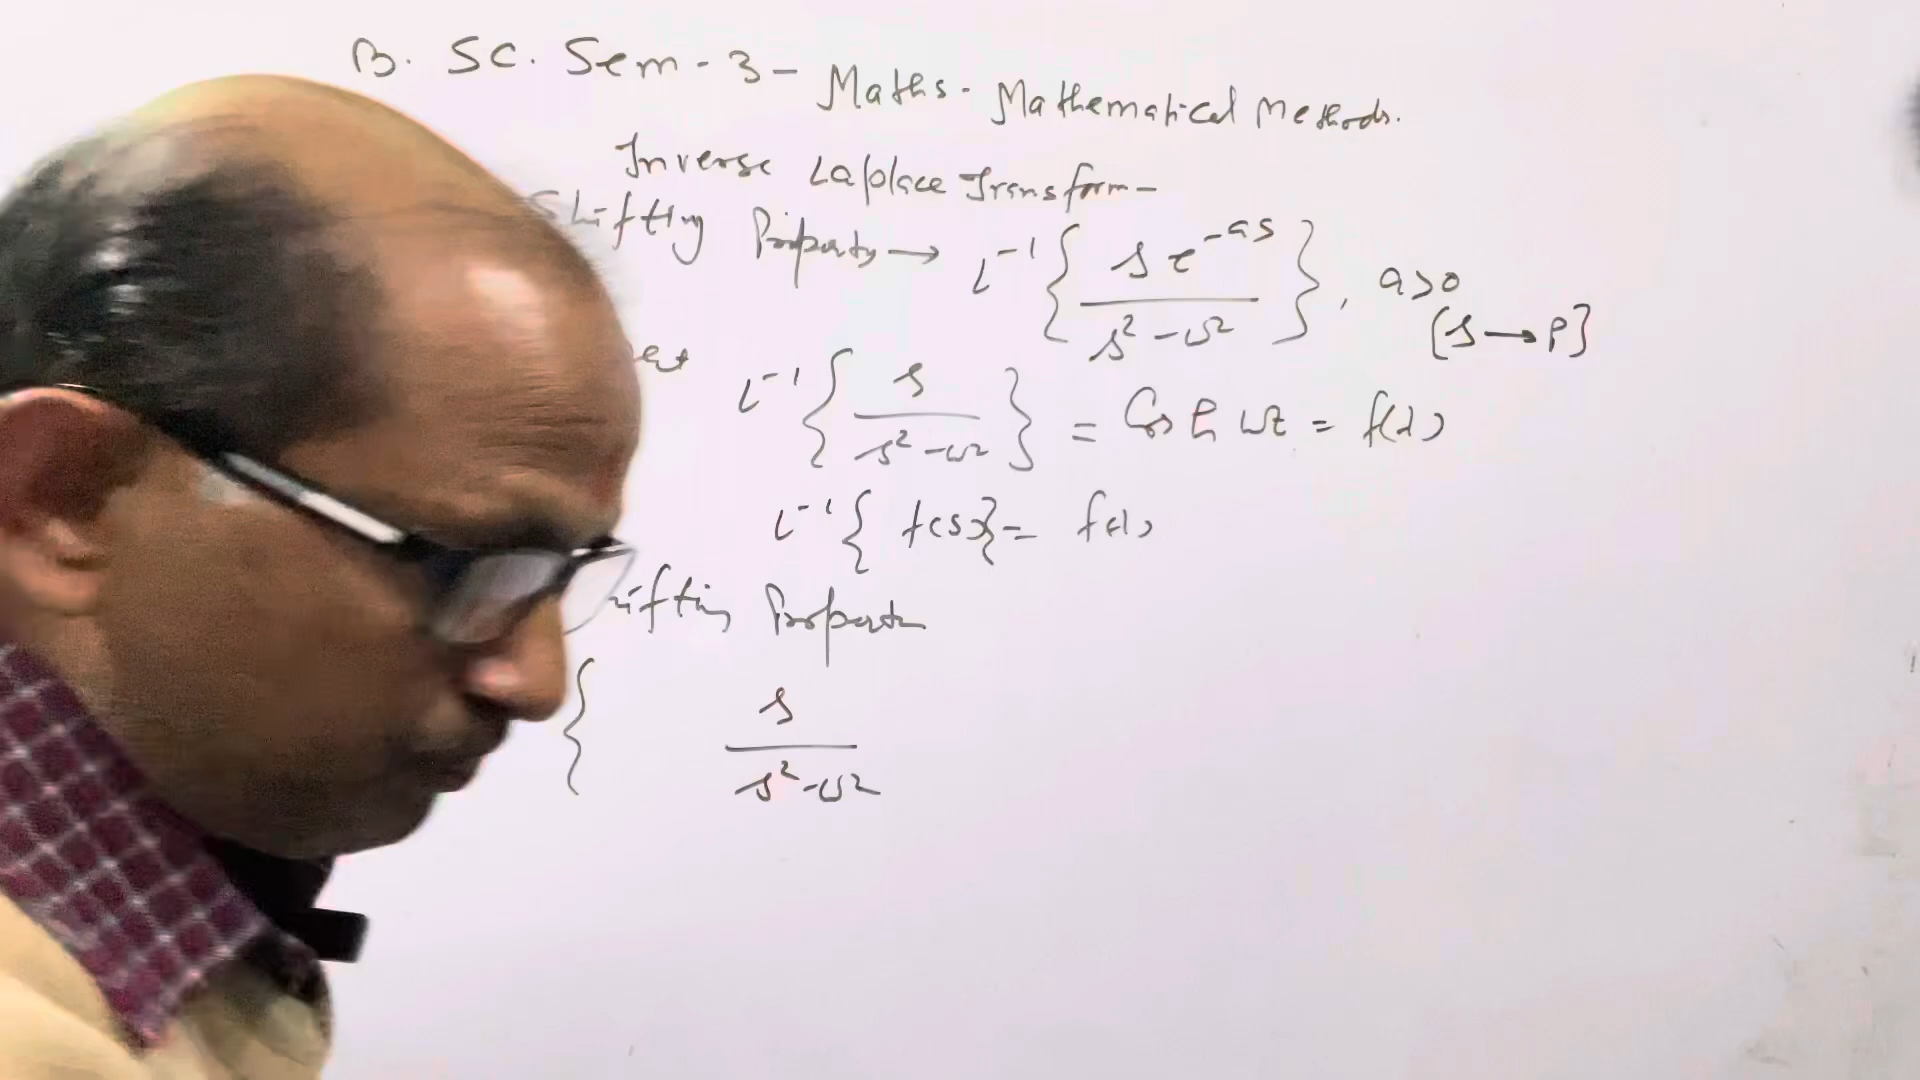 B. SC. Sem - 3 - Maths - Mathematical Methods.
Inverse Laplace Transform -
Shifting Property → L⁻¹{ s e^(-as) / (s² - ω²) }, a>0
[s → p]
L⁻¹{ s / (s² - ω²) } = Cosh ωt = f(t)
L⁻¹{ f(s) } = f(t)
ifting Property
{ s / (s² - ω²)